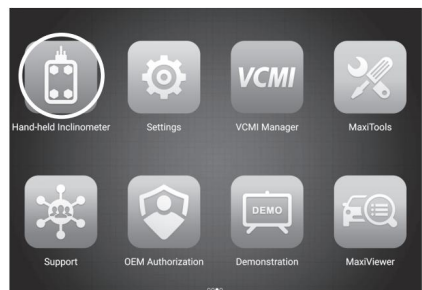 VCMI
Hand-held Inclinometer
Settings
VCMI Manager
MaxiTools
DEMO
Support
OEM Authorization
Demonstration
MaxiViewer